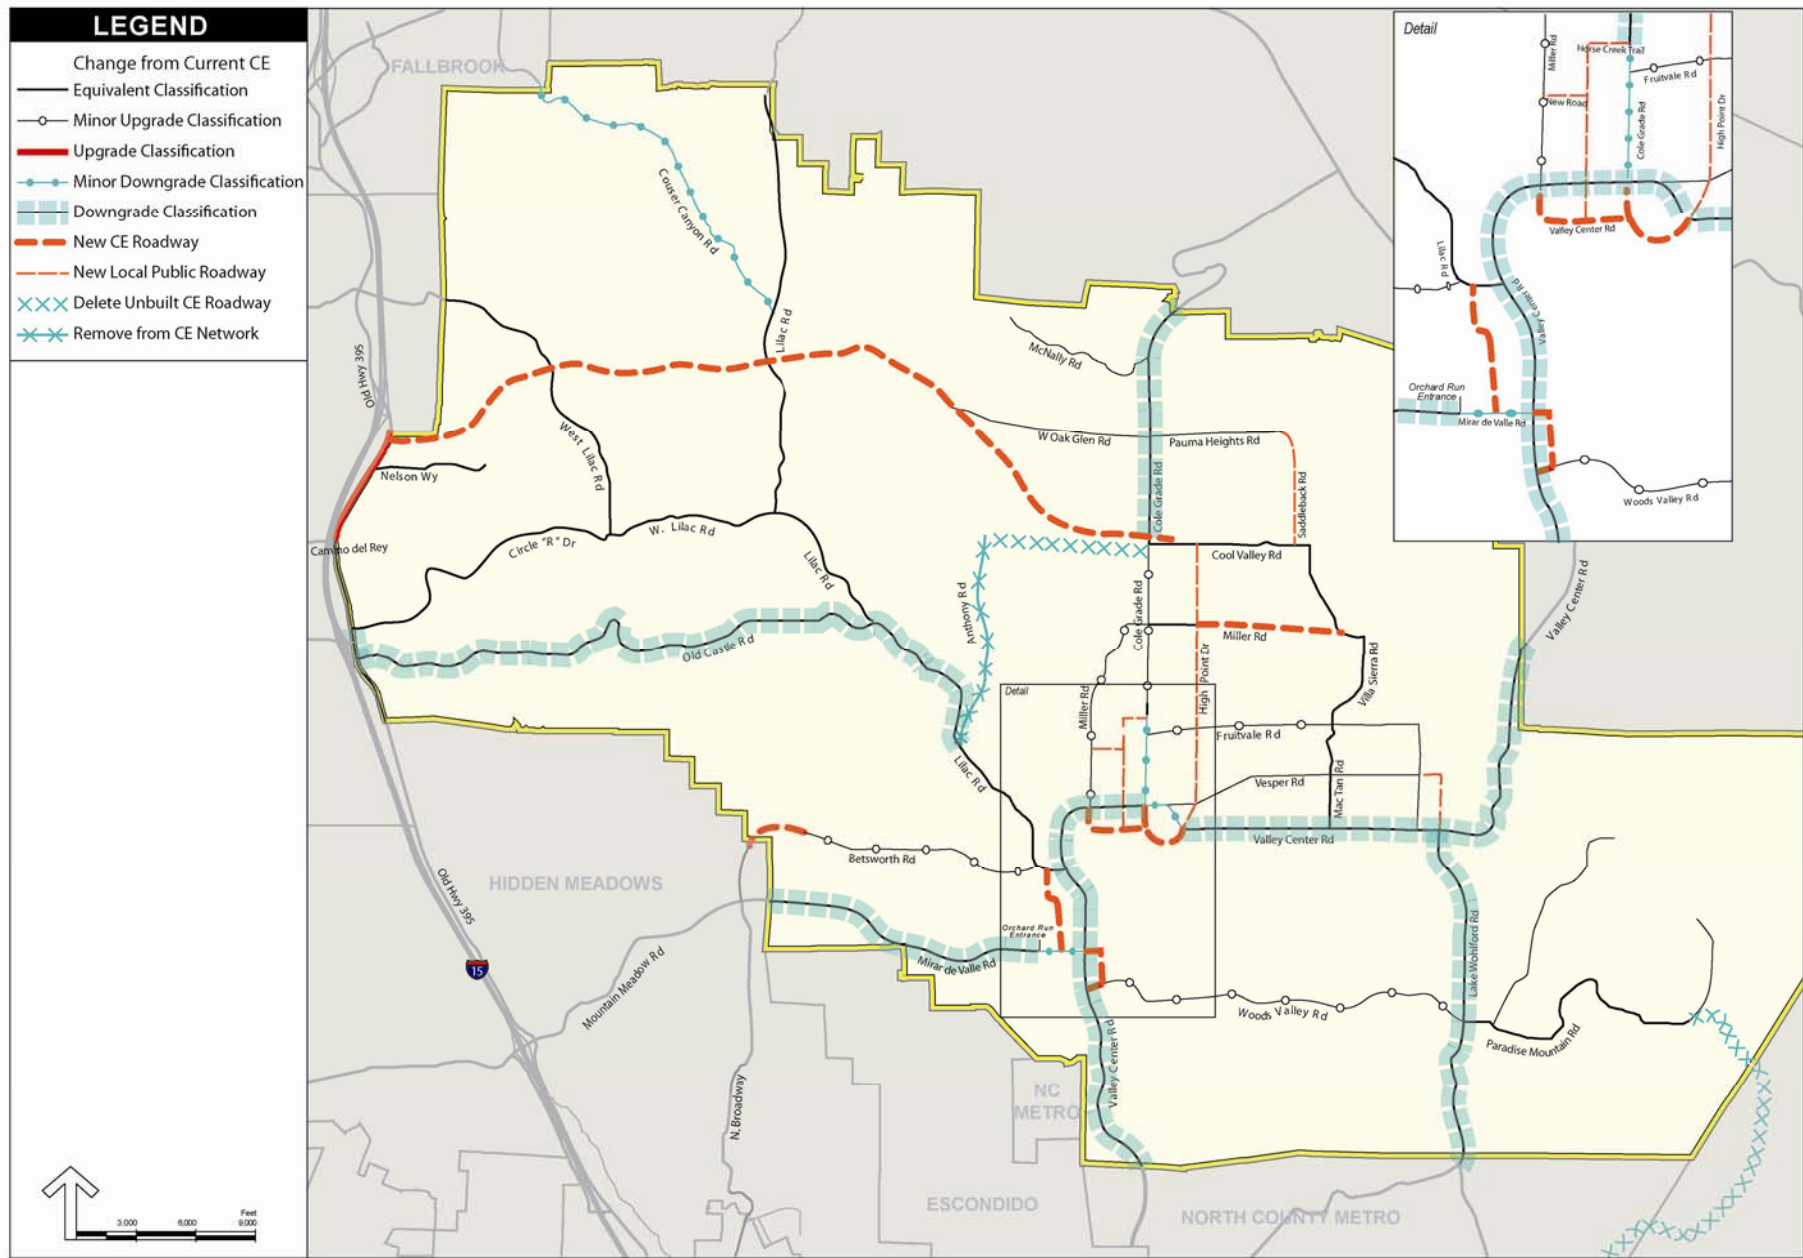 LEGEND
Change from Current CE
Equivalent Classification
Minor Upgrade Classification
Upgrade Classification
Minor Downgrade Classification
Downgrade Classification
New CE Roadway
New Local Public Roadway
Delete Unbuilt CE Roadway
Remove from CE Network
Feet
3,000 6,000 9,000
FALLBROOK
Couser Canyon Rd
Lilac Rd
Old Hwy 395
McNally Rd
West Lilac Rd
W Oak Glen Rd
Pauma Heights Rd
Nelson Wy
Cole Grade Rd
Saddleback Rd
Camino del Rey
Circle "R" Dr
W. Lilac Rd
Lilac Rd
Cool Valley Rd
Anthony Rd
Cole Grade Rd
Miller Rd
Valley Center Rd
Old Castle Rd
High Point Dr
Villa Sierra Rd
Detail
Miller Rd
Fruitvale Rd
Lilac Rd
Vesper Rd
Mac Tan Rd
Valley Center Rd
Betsworth Rd
HIDDEN MEADOWS
Old Hwy 395
15
Orchard Run
Entrance
Mirar de Valle Rd
Lake Wohlford Rd
Mountain Meadow Rd
Woods Valley Rd
Paradise Mountain Rd
Valley Center Rd
N. Broadway
NC
METRO
ESCONDIDO
NORTH COUNTY METRO
Detail
Miller Rd
Horse Creek Trail
Fruitvale Rd
New Road
Cole Grade Rd
High Point Dr
Valley Center Rd
Lilac Rd
Valley Center Rd
Orchard Run
Entrance
Mirar de Valle Rd
Woods Valley Rd